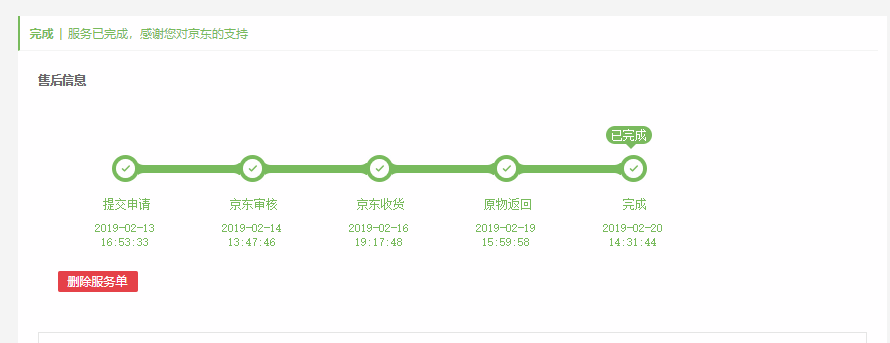 完成 | 服务已完成，感谢您对京东的支持
售后信息
已完成
提交申请 京东审核 京东收货 原物返回 完成
2019-02-13 2019-02-14 2019-02-16 2019-02-19 2019-02-20
16:53:33 13:47:46 19:17:48 15:59:58 14:31:44
删除服务单